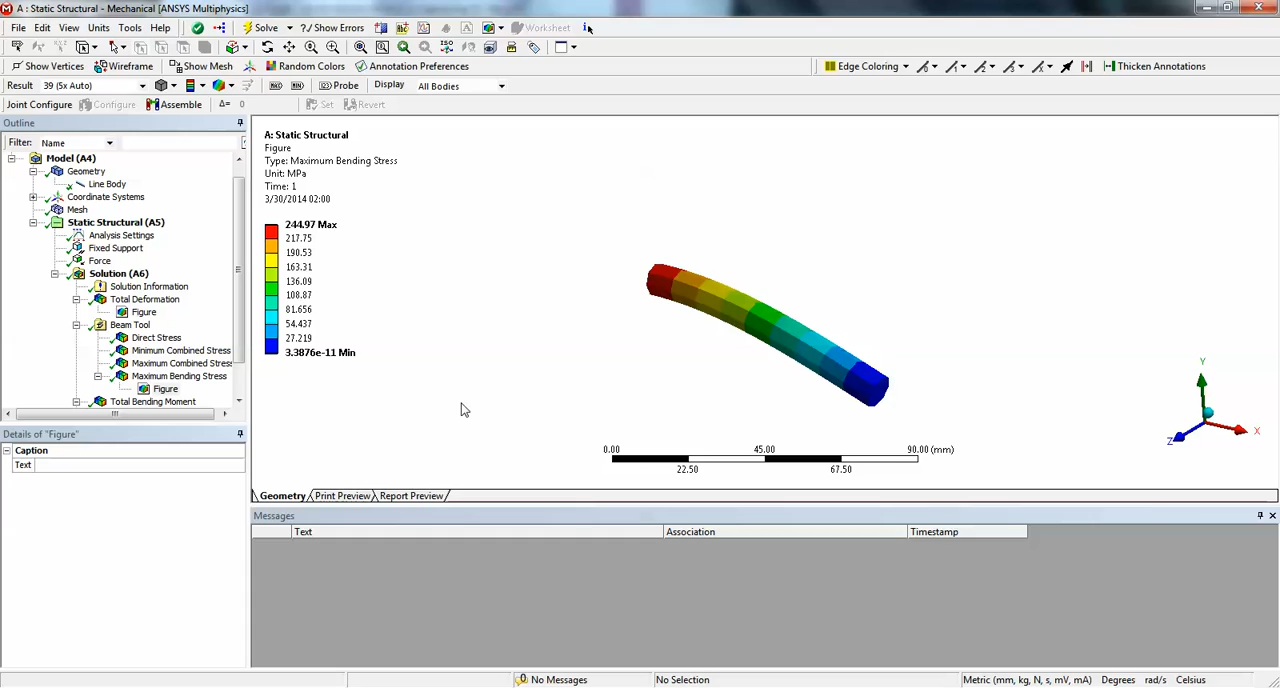 A : Static Structural - Mechanical [ANSYS Multiphysics]
File Edit View Units Tools Help Solve ?/ Show Errors Worksheet
Show Vertices Wireframe Show Mesh Random Colors Annotation Preferences Edge Coloring Thicken Annotations
Result 39 (5x Auto) Probe Display All Bodies
Joint Configure Configure Assemble Δ= 0 Set Revert
Outline
Filter: Name
Model (A4)
Geometry
Line Body
Coordinate Systems
Mesh
Static Structural (A5)
Analysis Settings
Fixed Support
Force
Solution (A6)
Solution Information
Total Deformation
Figure
Beam Tool
Direct Stress
Minimum Combined Stress
Maximum Combined Stress
Maximum Bending Stress
Figure
Total Bending Moment
Details of "Figure"
Caption
Text
A: Static Structural
Figure
Type: Maximum Bending Stress
Unit: MPa
Time: 1
3/30/2014 02:00
244.97 Max
217.75
190.53
163.31
136.09
108.87
81.656
54.437
27.219
3.3876e-11 Min
0.00 45.00 90.00 (mm)
22.50 67.50
Y
X
Z
Geometry Print Preview Report Preview
Messages
Text Association Timestamp
No Messages No Selection Metric (mm, kg, N, s, mV, mA) Degrees rad/s Celsius